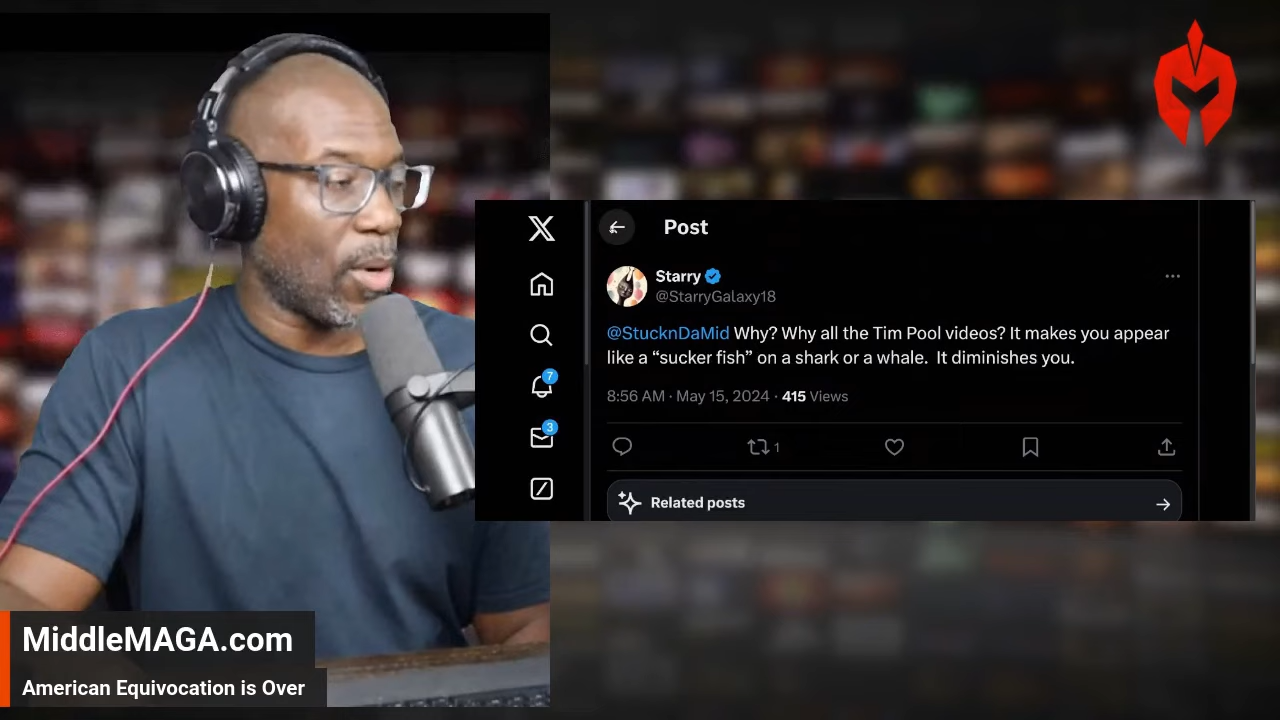 Post
Starry
@StarryGalaxy18
@StucknDaMid Why? Why all the Tim Pool videos? It makes you appear
like a “sucker fish” on a shark or a whale.  It diminishes you.
8:56 AM · May 15, 2024 · 415 Views
7
3
1
Related posts
MiddleMAGA.com
American Equivocation is Over